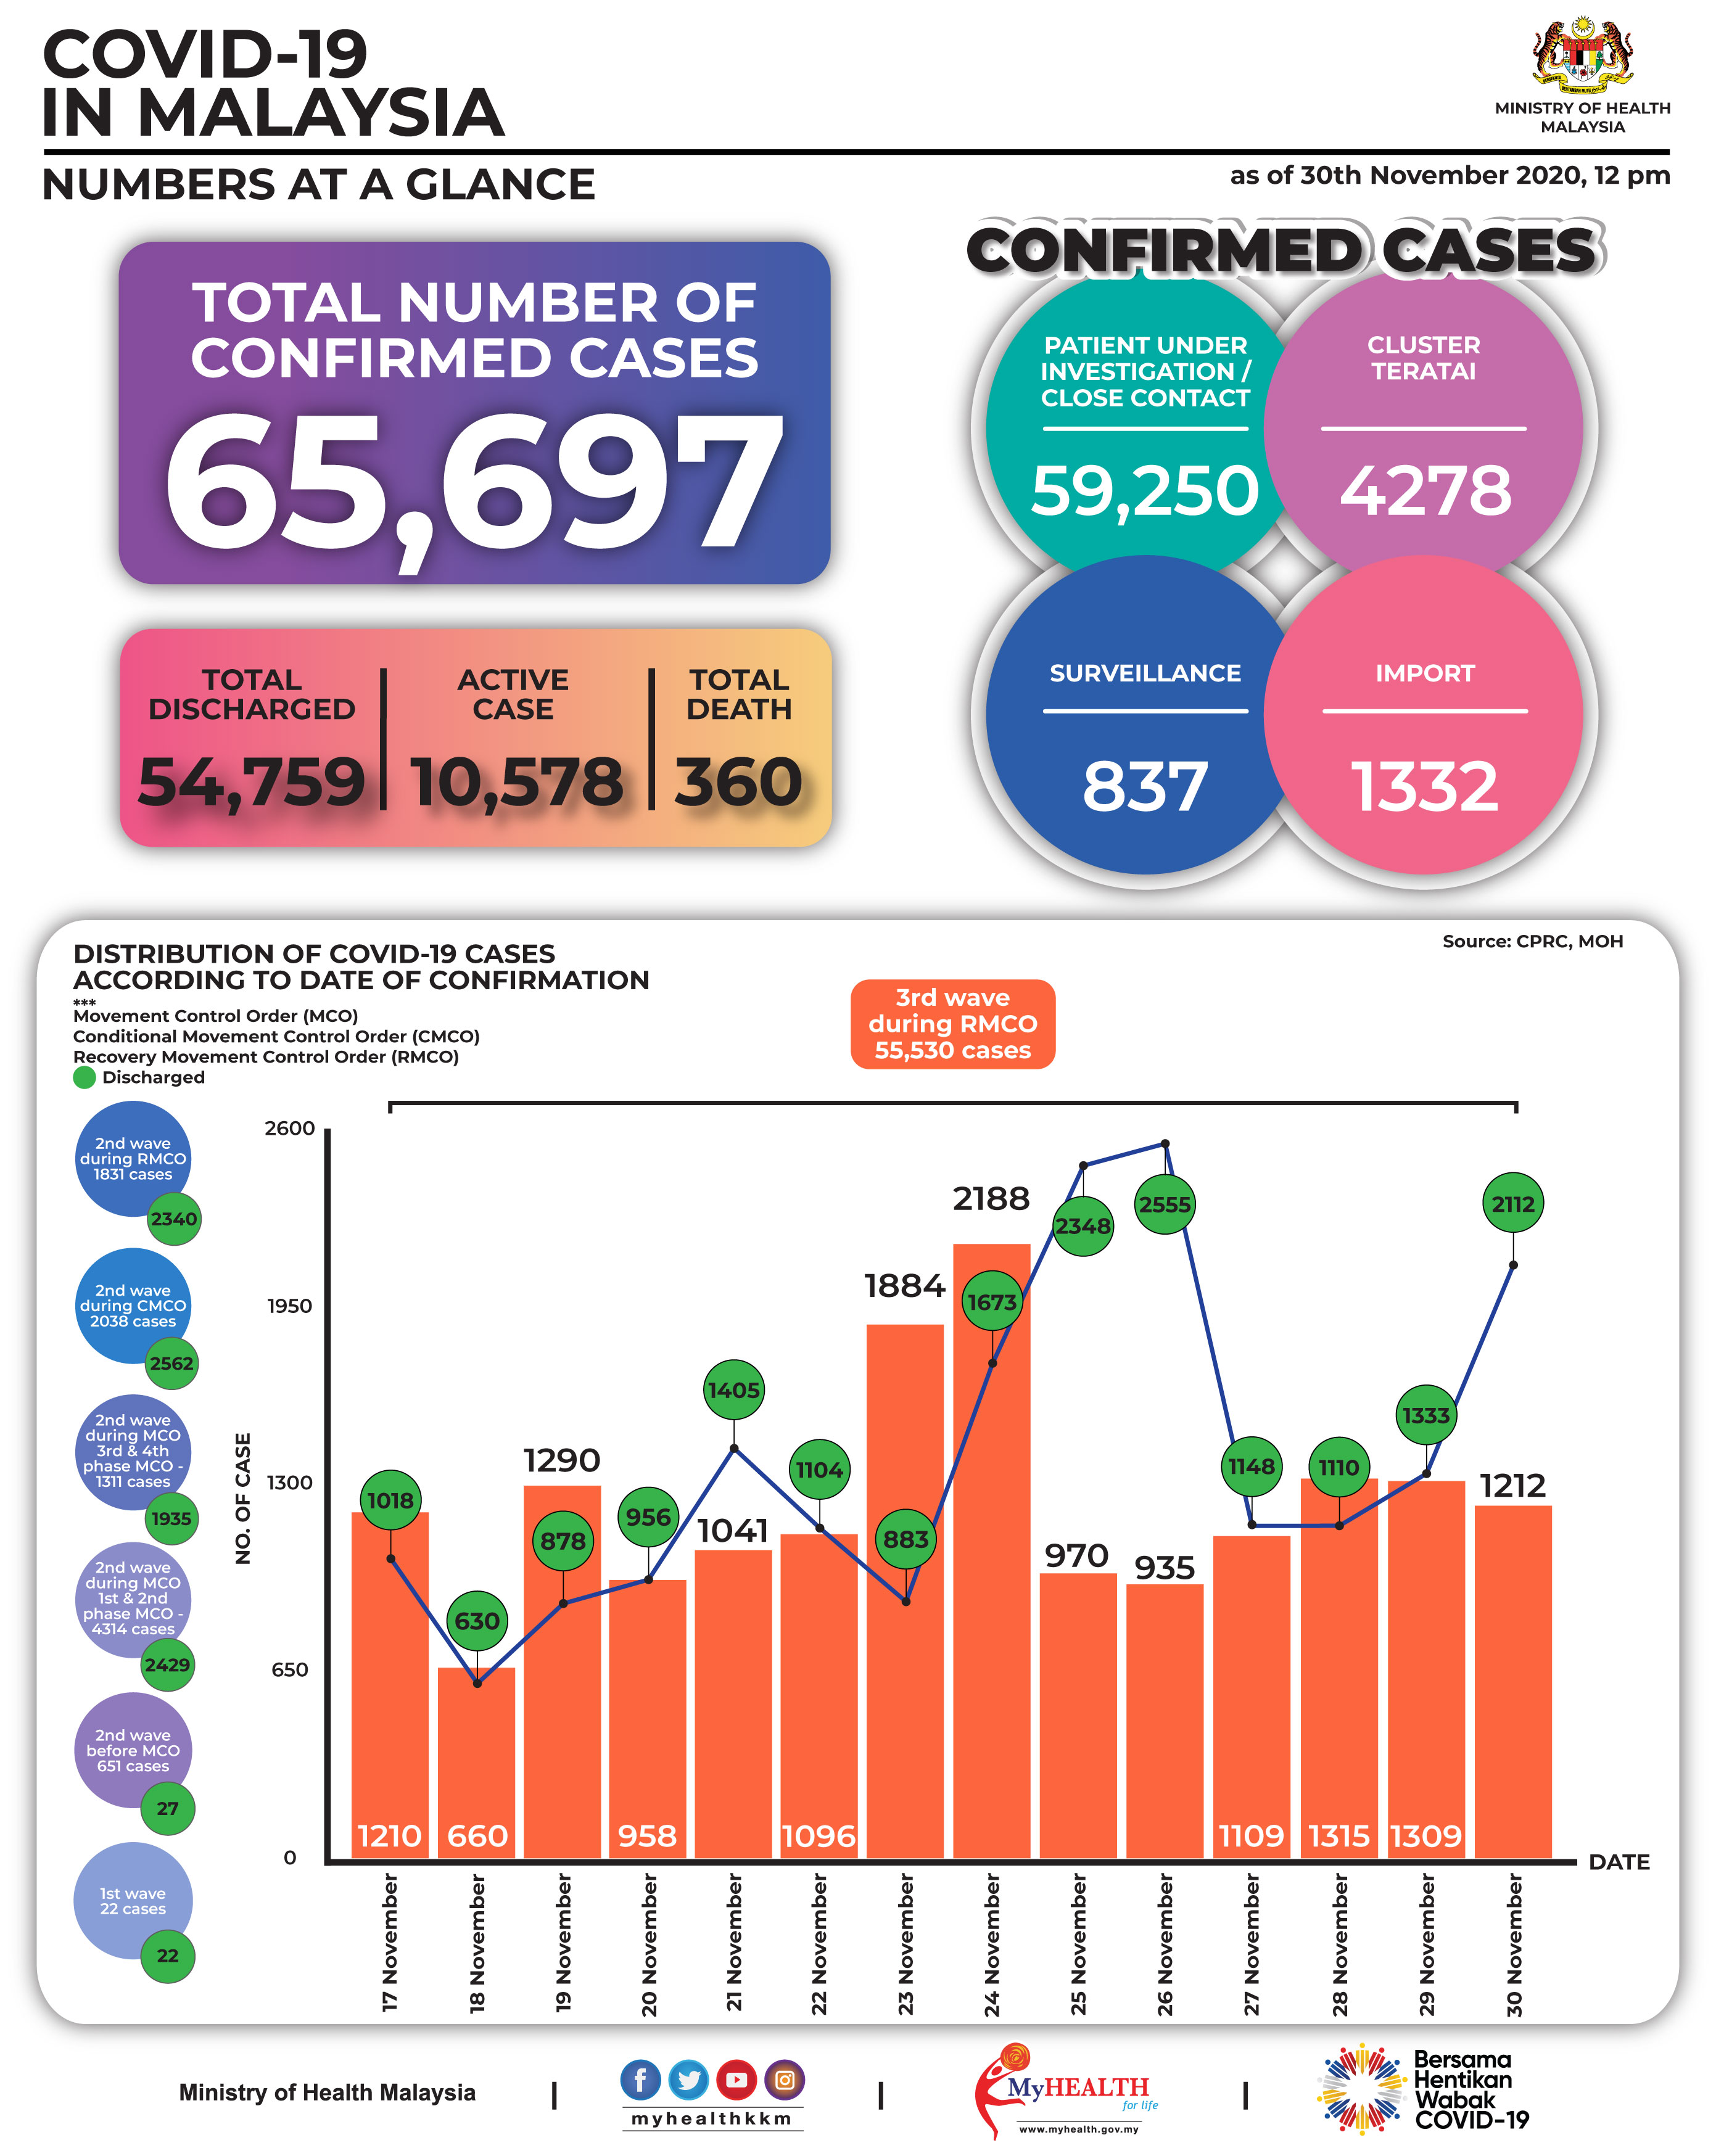 COVID-19
IN MALAYSIA
MINISTRY OF HEALTH
MALAYSIA
NUMBERS AT A GLANCE
as of 30th November 2020, 12 pm
TOTAL NUMBER OF
CONFIRMED CASES
65,697
TOTAL
DISCHARGED
54,759
ACTIVE
CASE
10,578
TOTAL
DEATH
360
CONFIRMED CASES
PATIENT UNDER
INVESTIGATION /
CLOSE CONTACT
59,250
CLUSTER
TERATAI
4278
SURVEILLANCE
837
IMPORT
1332
DISTRIBUTION OF COVID-19 CASES
ACCORDING TO DATE OF CONFIRMATION
***
Movement Control Order (MCO)
Conditional Movement Control Order (CMCO)
Recovery Movement Control Order (RMCO)
Discharged
Source: CPRC, MOH
3rd wave
during RMCO
55,530 cases
2nd wave
during RMCO
1831 cases
2340
2nd wave
during CMCO
2038 cases
2562
2nd wave
during MCO
3rd & 4th
phase MCO -
1311 cases
1935
2nd wave
during MCO
1st & 2nd
phase MCO -
4314 cases
2429
2nd wave
before MCO
651 cases
27
1st wave
22 cases
22
NO. OF CASE
2600
1950
1300
650
0
1018
630
878
956
1405
1104
883
1673
2348
2555
1148
1110
1333
2112
1210
660
1290
958
1041
1096
1884
2188
970
935
1109
1315
1309
1212
DATE
17 November
18 November
19 November
20 November
21 November
22 November
23 November
24 November
25 November
26 November
27 November
28 November
29 November
30 November
Ministry of Health Malaysia
myhealthkkm
MyHEALTH
for life
www.myhealth.gov.my
Bersama
Hentikan
Wabak
COVID-19